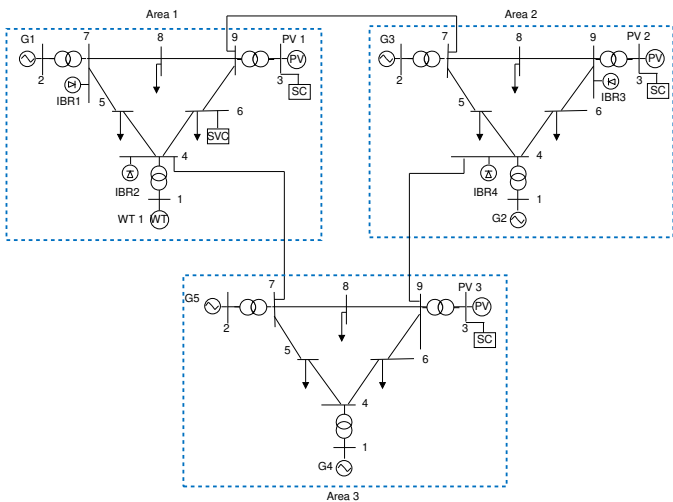 Area 1
G1
7
8
9
PV 1
PV
2
3
SC
IBR1
5
6
SVC
4
IBR2
1
WT 1
WT
Area 2
G3
7
8
9
PV 2
PV
2
3
SC
IBR3
5
6
4
IBR4
1
G2
7
8
9
PV 3
PV
G5
2
3
SC
5
6
4
1
G4
Area 3